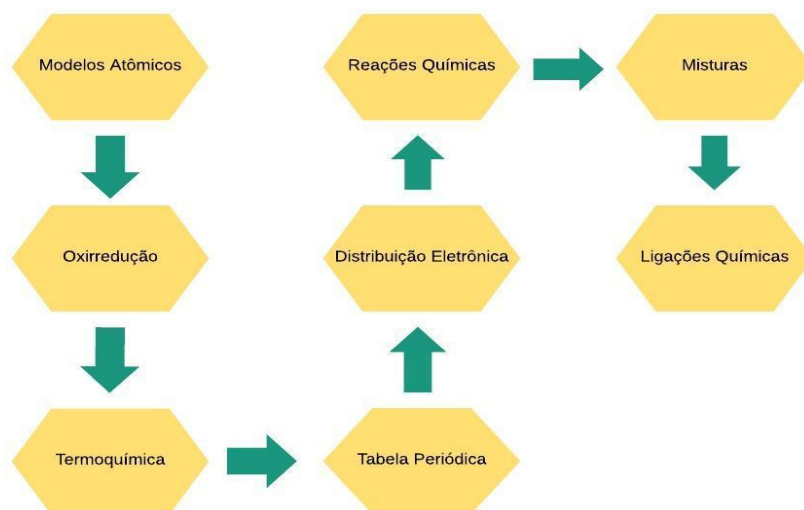 Modelos Atômicos
Oxirredução
Termoquímica
Tabela Periódica
Distribuição Eletrônica
Reações Químicas
Misturas
Ligações Químicas